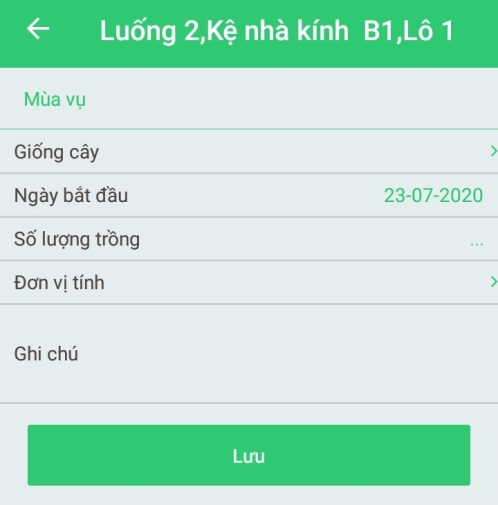 Luống 2,Kệ nhà kính B1,Lô 1
Mùa vụ
Giống cây
Ngày bắt đầu 23-07-2020
Số lượng trồng ...
Đơn vị tính
Ghi chú
Lưu